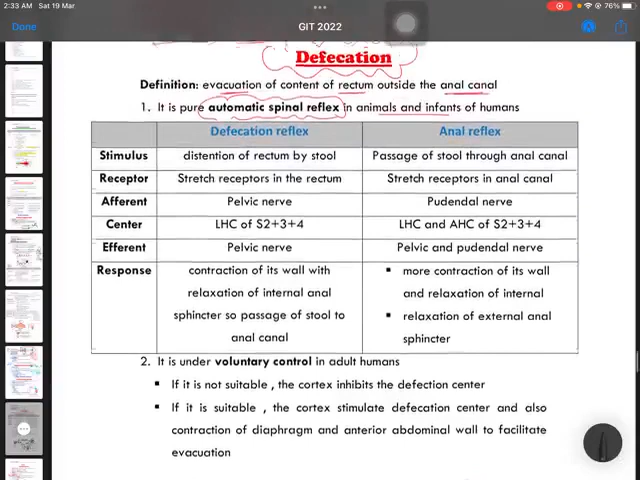 2:33 AM Sat 19 Mar
76%
Done
GIT 2022
Defecation
Definition: evacuation of content of rectum outside the anal canal
1. It is pure automatic spinal reflex in animals and infants of humans
Defecation reflex Anal reflex
Stimulus distention of rectum by stool Passage of stool through anal canal
Receptor Stretch receptors in the rectum Stretch receptors in anal canal
Afferent Pelvic nerve Pudendal nerve
Center LHC of S2+3+4 LHC and AHC of S2+3+4
Efferent Pelvic nerve Pelvic and pudendal nerve
Response contraction of its wall with ▪ more contraction of its wall
relaxation of internal anal and relaxation of internal
sphincter so passage of stool to ▪ relaxation of external anal
anal canal sphincter
2. It is under voluntary control in adult humans
▪ If it is not suitable , the cortex inhibits the defection center
▪ If it is suitable , the cortex stimulate defecation center and also
contraction of diaphragm and anterior abdominal wall to facilitate
evacuation